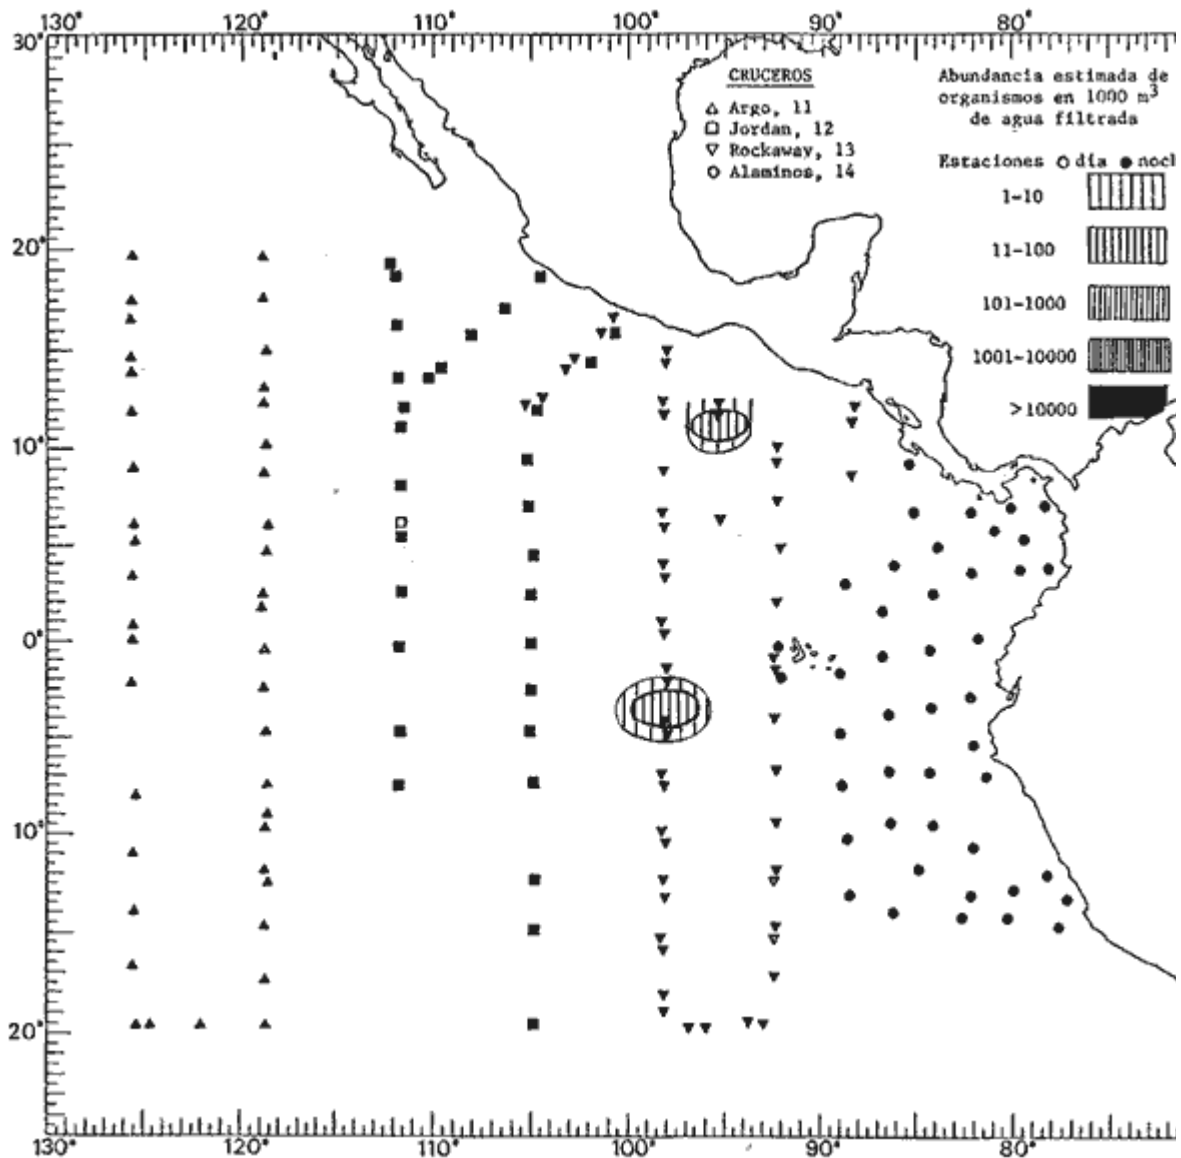 130° 120° 110° 100° 90° 80°
30°
20°
10°
0°
10°
20°
CRUCEROS
△ Argo, 11
□ Jordan, 12
▽ Rockaway, 13
○ Alaminos, 14
Abundancia estimada de
organismos en 1000 m³
de agua filtrada
Estaciones ○ día ● noc
1-10
11-100
101-1000
1001-10000
>10000
130° 120° 110° 100° 90° 80°